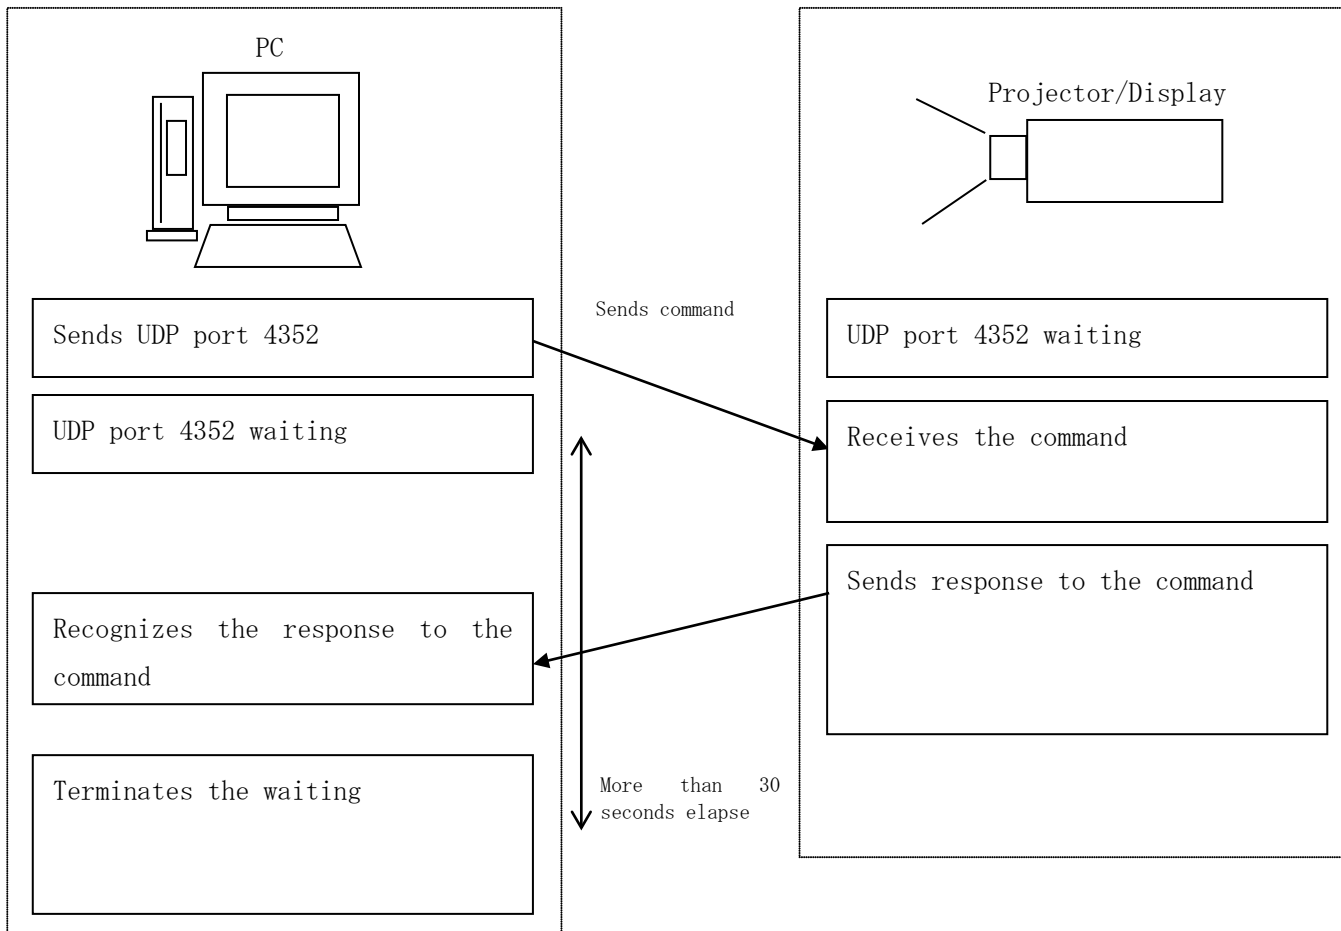 PC
Projector/Display
Sends UDP port 4352
Sends command
UDP port 4352 waiting
UDP port 4352 waiting
Receives the command
Sends response to the command
Recognizes the response to the
command
Terminates the waiting
More than 30
seconds elapse